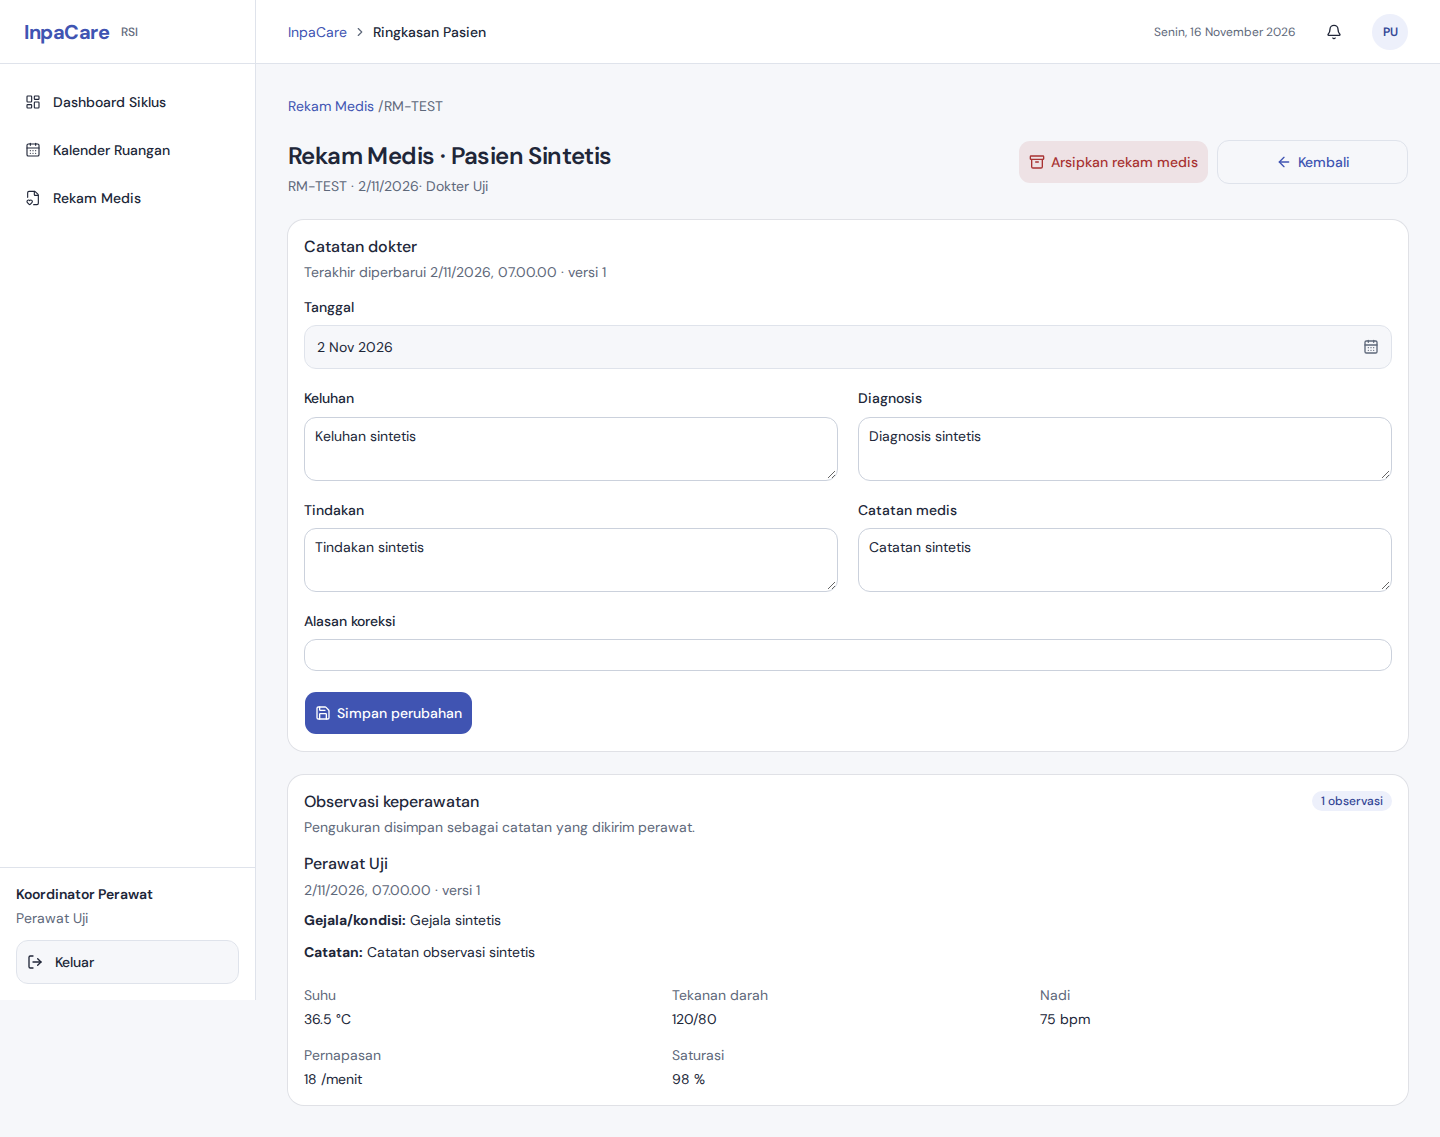 InpaCare RSI
InpaCare > Ringkasan Pasien
Senin, 16 November 2026
PU
Dashboard Siklus
Kalender Ruangan
Rekam Medis
Koordinator Perawat
Perawat Uji
Keluar
Rekam Medis /RM-TEST
Rekam Medis · Pasien Sintetis
RM-TEST · 2/11/2026· Dokter Uji
Arsipkan rekam medis
Kembali
Catatan dokter
Terakhir diperbarui 2/11/2026, 07.00.00 · versi 1
Tanggal
2 Nov 2026
Keluhan
Keluhan sintetis
Diagnosis
Diagnosis sintetis
Tindakan
Tindakan sintetis
Catatan medis
Catatan sintetis
Alasan koreksi
Simpan perubahan
Observasi keperawatan
1 observasi
Pengukuran disimpan sebagai catatan yang dikirim perawat.
Perawat Uji
2/11/2026, 07.00.00 · versi 1
Gejala/kondisi: Gejala sintetis
Catatan: Catatan observasi sintetis
Suhu
36.5 °C
Tekanan darah
120/80
Nadi
75 bpm
Pernapasan
18 /menit
Saturasi
98 %